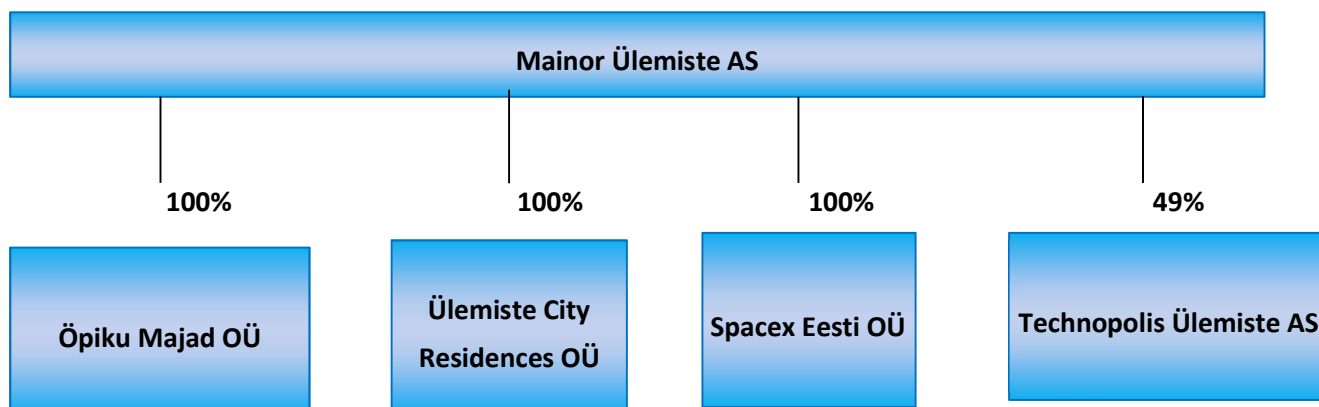 Mainor Ülemiste AS
100%
100%
100%
49%
Öpiku Majad OÜ
Ülemiste City
Residences OÜ
Spacex Eesti OÜ
Technopolis Ülemiste AS